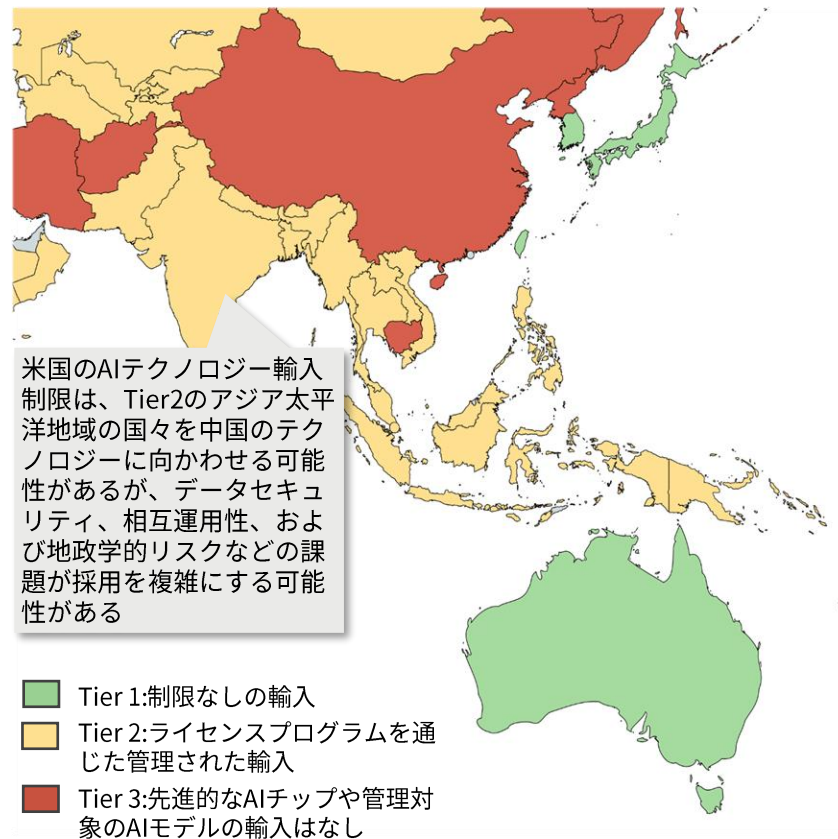 米国のAIテクノロジー輸入
制限は、Tier2のアジア太平
洋地域の国々を中国のテク
ノロジーに向かわせる可能
性があるが、データセキュ
リティ、相互運用性、およ
び地政学的リスクなどの課
題が採用を複雑にする可能
性がある
Tier 1:制限なしの輸入
Tier 2:ライセンスプログラムを通
じた管理された輸入
Tier 3:先進的なAIチップや管理対
象のAIモデルの輸入はなし